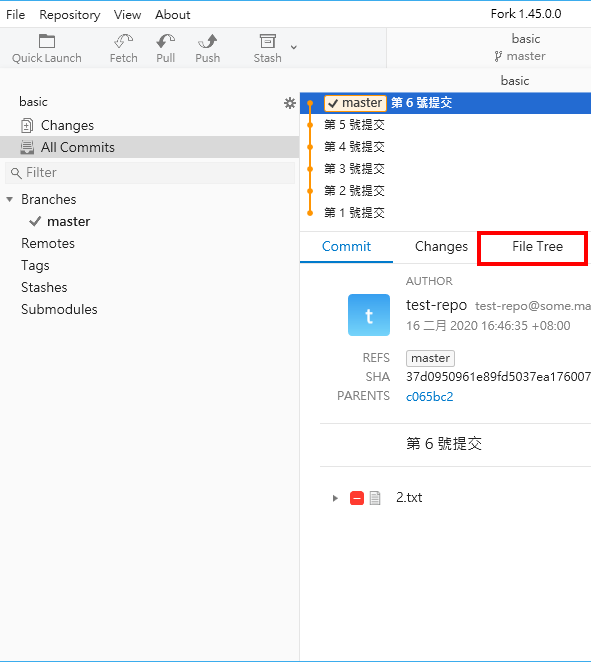 File Repository View About Fork 1.45.0.0
Quick Launch Fetch Pull Push Stash
basic
master
basic
basic
Changes
All Commits
Filter
Branches
master
Remotes
Tags
Stashes
Submodules
master 第 6 號提交
第 5 號提交
第 4 號提交
第 3 號提交
第 2 號提交
第 1 號提交
Commit Changes File Tree
AUTHOR
t
test-repo test-repo@some.ma
16 二月 2020 16:46:35 +08:00
REFS master
SHA 37d0950961e89fd5037ea176007
PARENTS c065bc2
第 6 號提交
2.txt